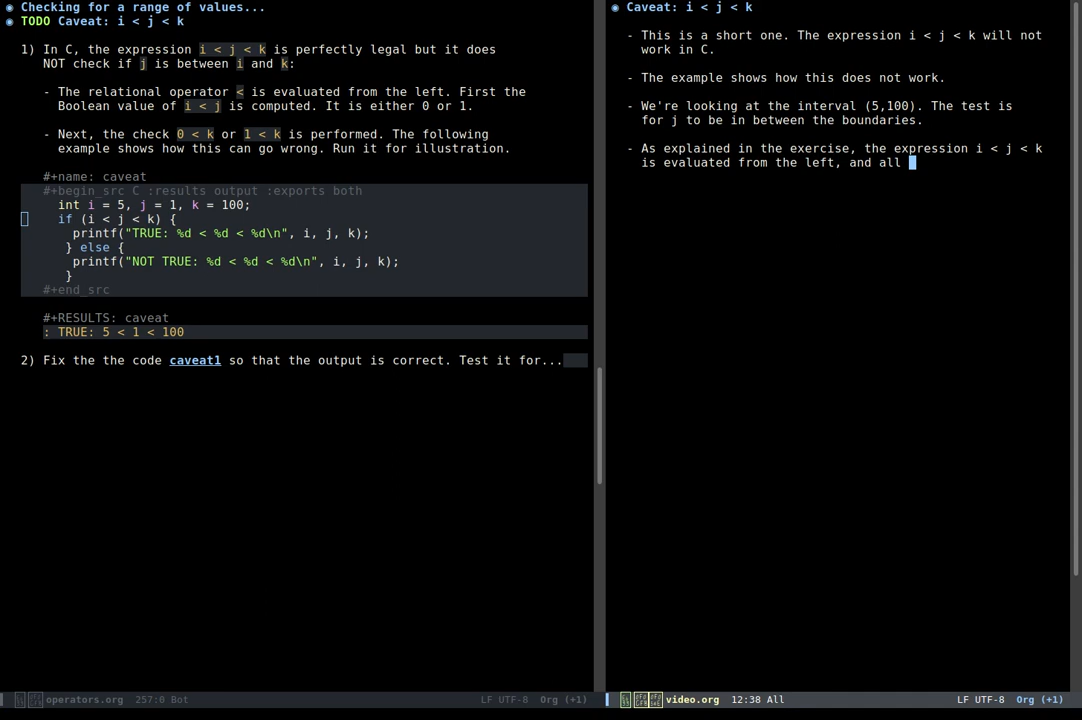 ◉ Checking for a range of values...
◉ TODO Caveat: i < j < k
1) In C, the expression i < j < k is perfectly legal but it does
NOT check if j is between i and k:
- The relational operator < is evaluated from the left. First the
Boolean value of i < j is computed. It is either 0 or 1.
- Next, the check 0 < k or 1 < k is performed. The following
example shows how this can go wrong. Run it for illustration.
#+name: caveat
#+begin_src C :results output :exports both
int i = 5, j = 1, k = 100;
if (i < j < k) {
printf("TRUE: %d < %d < %d\n", i, j, k);
} else {
printf("NOT TRUE: %d < %d < %d\n", i, j, k);
}
#+end_src
#+RESULTS: caveat
: TRUE: 5 < 1 < 100
2) Fix the the code caveat1 so that the output is correct. Test it for...
operators.org 257:0 Bot LF UTF-8 Org (+1)
◉ Caveat: i < j < k
- This is a short one. The expression i < j < k will not
work in C.
- The example shows how this does not work.
- We're looking at the interval (5,100). The test is
for j to be in between the boundaries.
- As explained in the exercise, the expression i < j < k
is evaluated from the left, and all
video.org 12:38 All LF UTF-8 Org (+1)